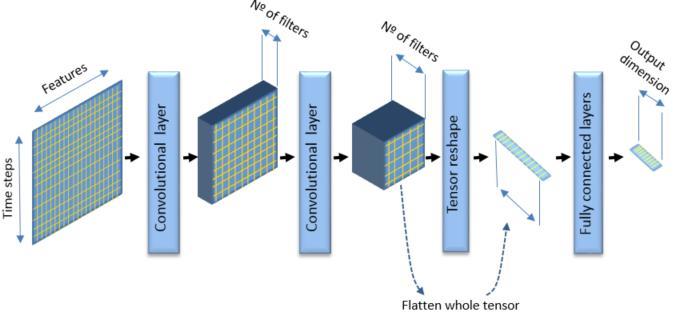 Features
Time steps
Convolutional layer
Nº of filters
Convolutional layer
Nº of filters
Tensor reshape
Flatten whole tensor
Fully connected layers
Output
dimension